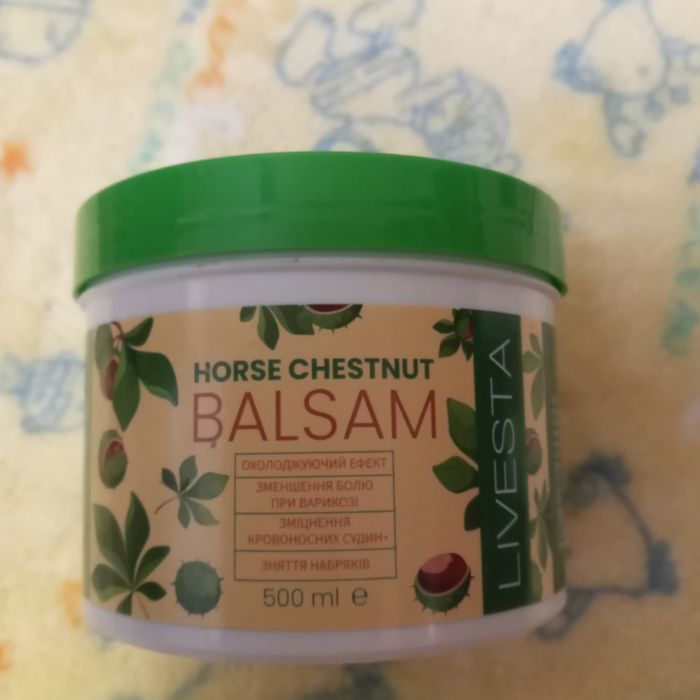 HORSE CHESTNUT
BALSAM
ОХОЛОДЖУЮЧИЙ ЕФЕКТ
ЗМЕНШЕННЯ БОЛЮ
ПРИ ВАРИКОЗІ
ЗМІЦНЕННЯ
КРОВОНОСНИХ СУДИН+
ЗНЯТТЯ НАБРЯКІВ
500 ml ℮
LIVESTA